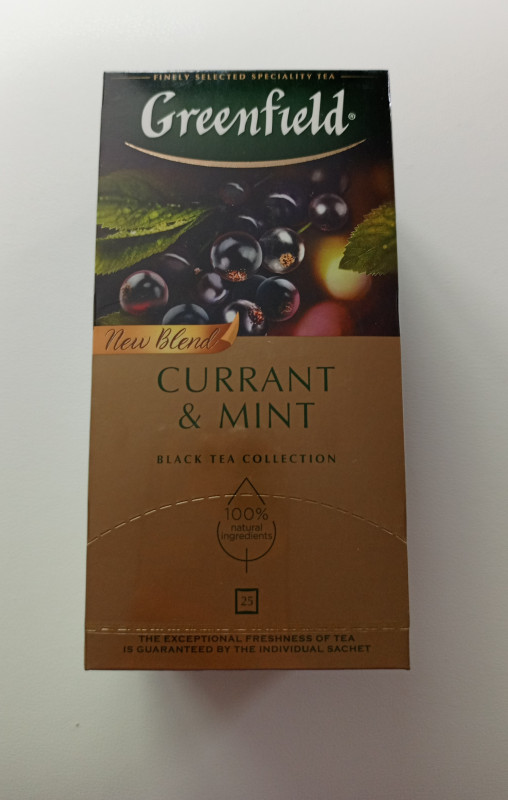 FINELY SELECTED SPECIALITY TEA
Greenfield®
New Blend
CURRANT
& MINT
BLACK TEA COLLECTION
100%
natural
ingredients
25
THE EXCEPTIONAL FRESHNESS OF TEA
IS GUARANTEED BY THE INDIVIDUAL SACHET